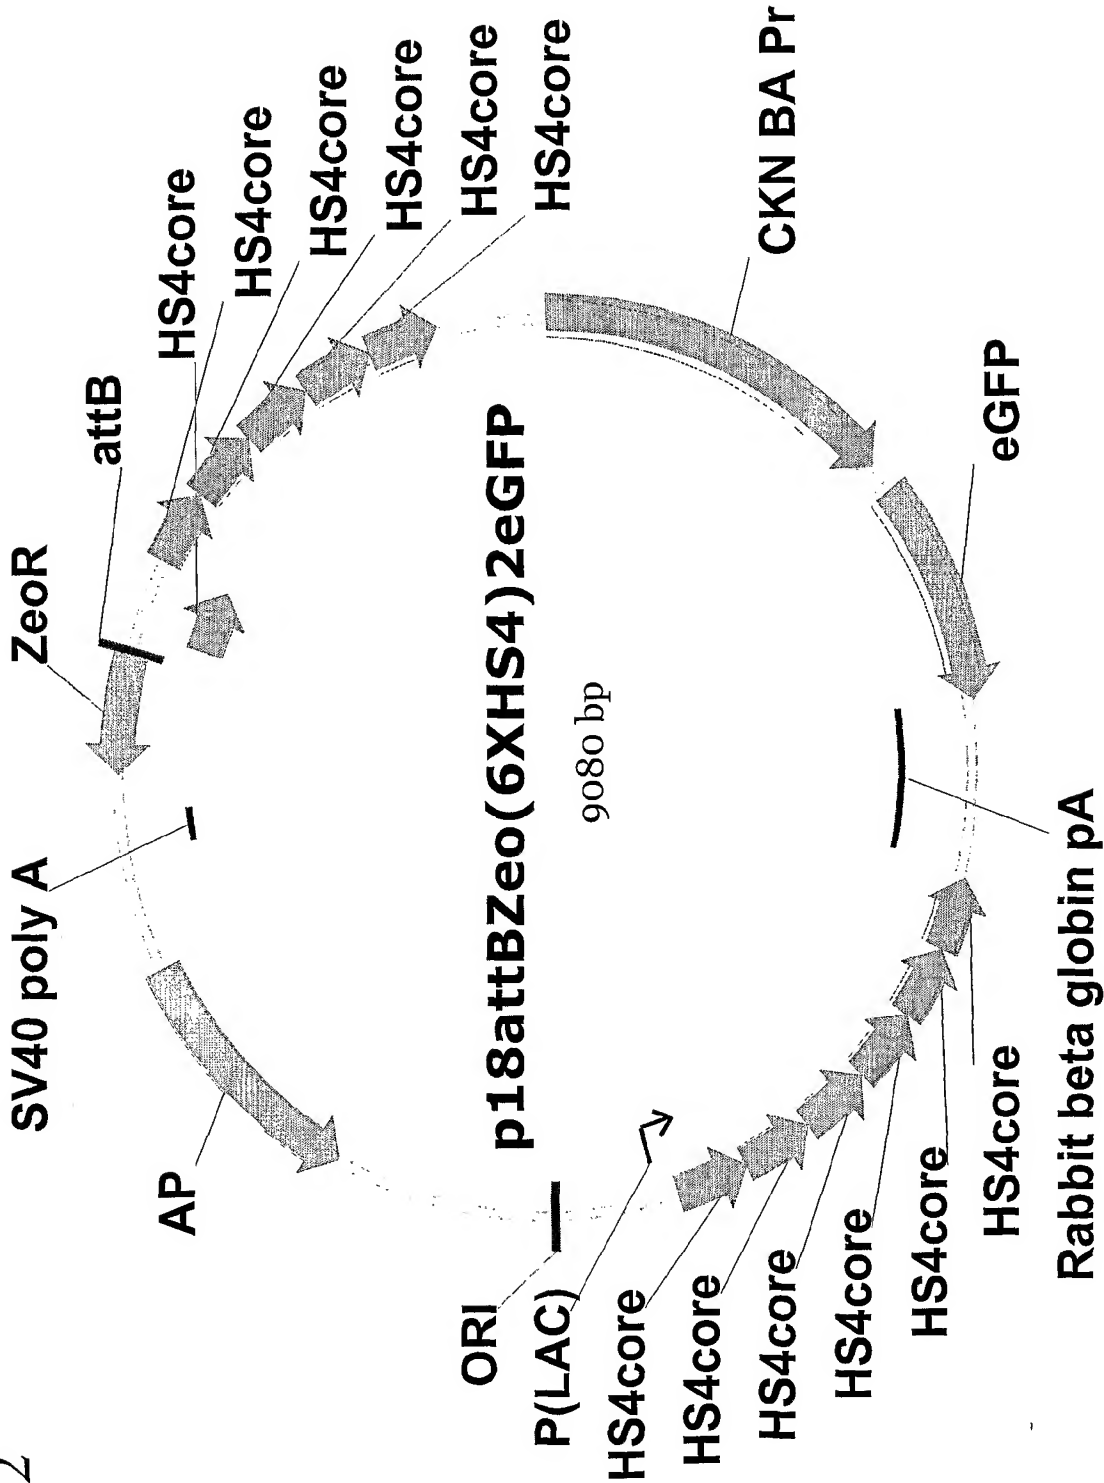 2
SV40 poly A
ZeoR
attB
AP
HS4core
HS4core
HS4core
HS4core
HS4core
HS4core
ORI
p18attBZeo(6XHS4)2eGFP
P(LAC)
9080 bp
HS4core
HS4core
HS4core
CKN BA Pr
HS4core
HS4core
HS4core
eGFP
Rabbit beta globin pA